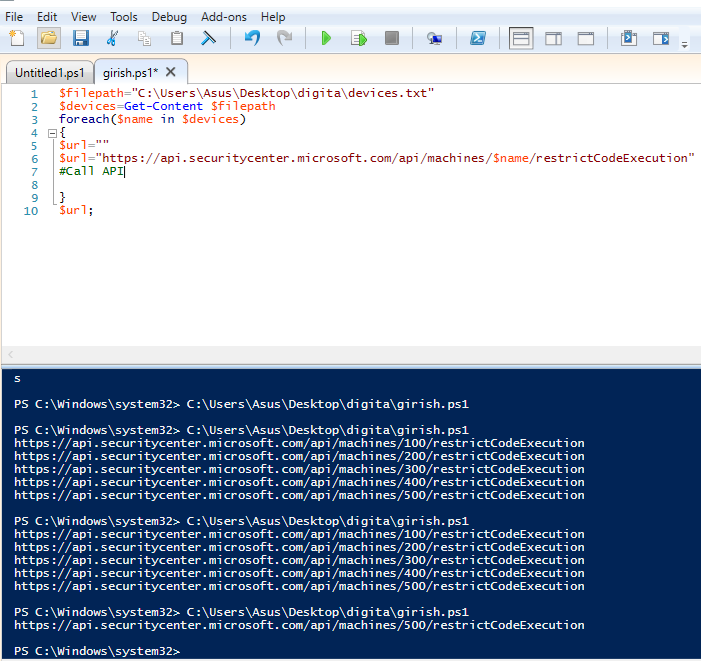 File Edit View Tools Debug Add-ons Help
Untitled1.ps1 girish.ps1* X
1 $filepath="C:\Users\Asus\Desktop\digita\devices.txt"
2 $devices=Get-Content $filepath
3 foreach($name in $devices)
4 {
5 $url=""
6 $url="https://api.securitycenter.microsoft.com/api/machines/$name/restrictCodeExecution"
7 #Call API
8
9 }
10 $url;
s
PS C:\Windows\system32> C:\Users\Asus\Desktop\digita\girish.ps1
PS C:\Windows\system32> C:\Users\Asus\Desktop\digita\girish.ps1
https://api.securitycenter.microsoft.com/api/machines/100/restrictCodeExecution
https://api.securitycenter.microsoft.com/api/machines/200/restrictCodeExecution
https://api.securitycenter.microsoft.com/api/machines/300/restrictCodeExecution
https://api.securitycenter.microsoft.com/api/machines/400/restrictCodeExecution
https://api.securitycenter.microsoft.com/api/machines/500/restrictCodeExecution
PS C:\Windows\system32> C:\Users\Asus\Desktop\digita\girish.ps1
https://api.securitycenter.microsoft.com/api/machines/100/restrictCodeExecution
https://api.securitycenter.microsoft.com/api/machines/200/restrictCodeExecution
https://api.securitycenter.microsoft.com/api/machines/300/restrictCodeExecution
https://api.securitycenter.microsoft.com/api/machines/400/restrictCodeExecution
https://api.securitycenter.microsoft.com/api/machines/500/restrictCodeExecution
PS C:\Windows\system32> C:\Users\Asus\Desktop\digita\girish.ps1
https://api.securitycenter.microsoft.com/api/machines/500/restrictCodeExecution
PS C:\Windows\system32>